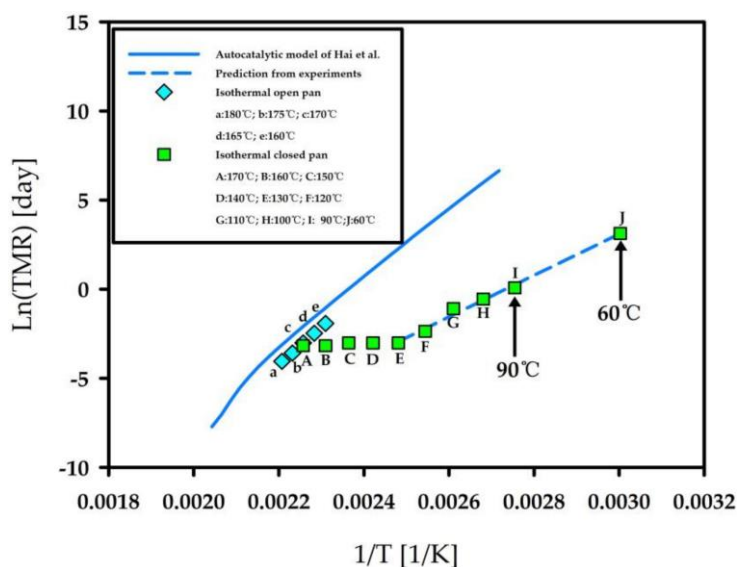 15
10
5
0
-5
-10
Ln(TMR) [day]
Autocatalytic model of Hai et al.
Prediction from experiments
Isothermal open pan
a:180℃; b:175℃; c:170℃
d:165℃; e:160℃
Isothermal closed pan
A:170℃; B:160℃; C:150℃
D:140℃; E:130℃; F:120℃
G:110℃; H:100℃; I: 90℃;J:60℃
J
I
H
G
F
E
D
C
B
A
e
d
c
b
a
60℃
90℃
0.0018 0.0020 0.0022 0.0024 0.0026 0.0028 0.0030 0.0032
1/T [1/K]